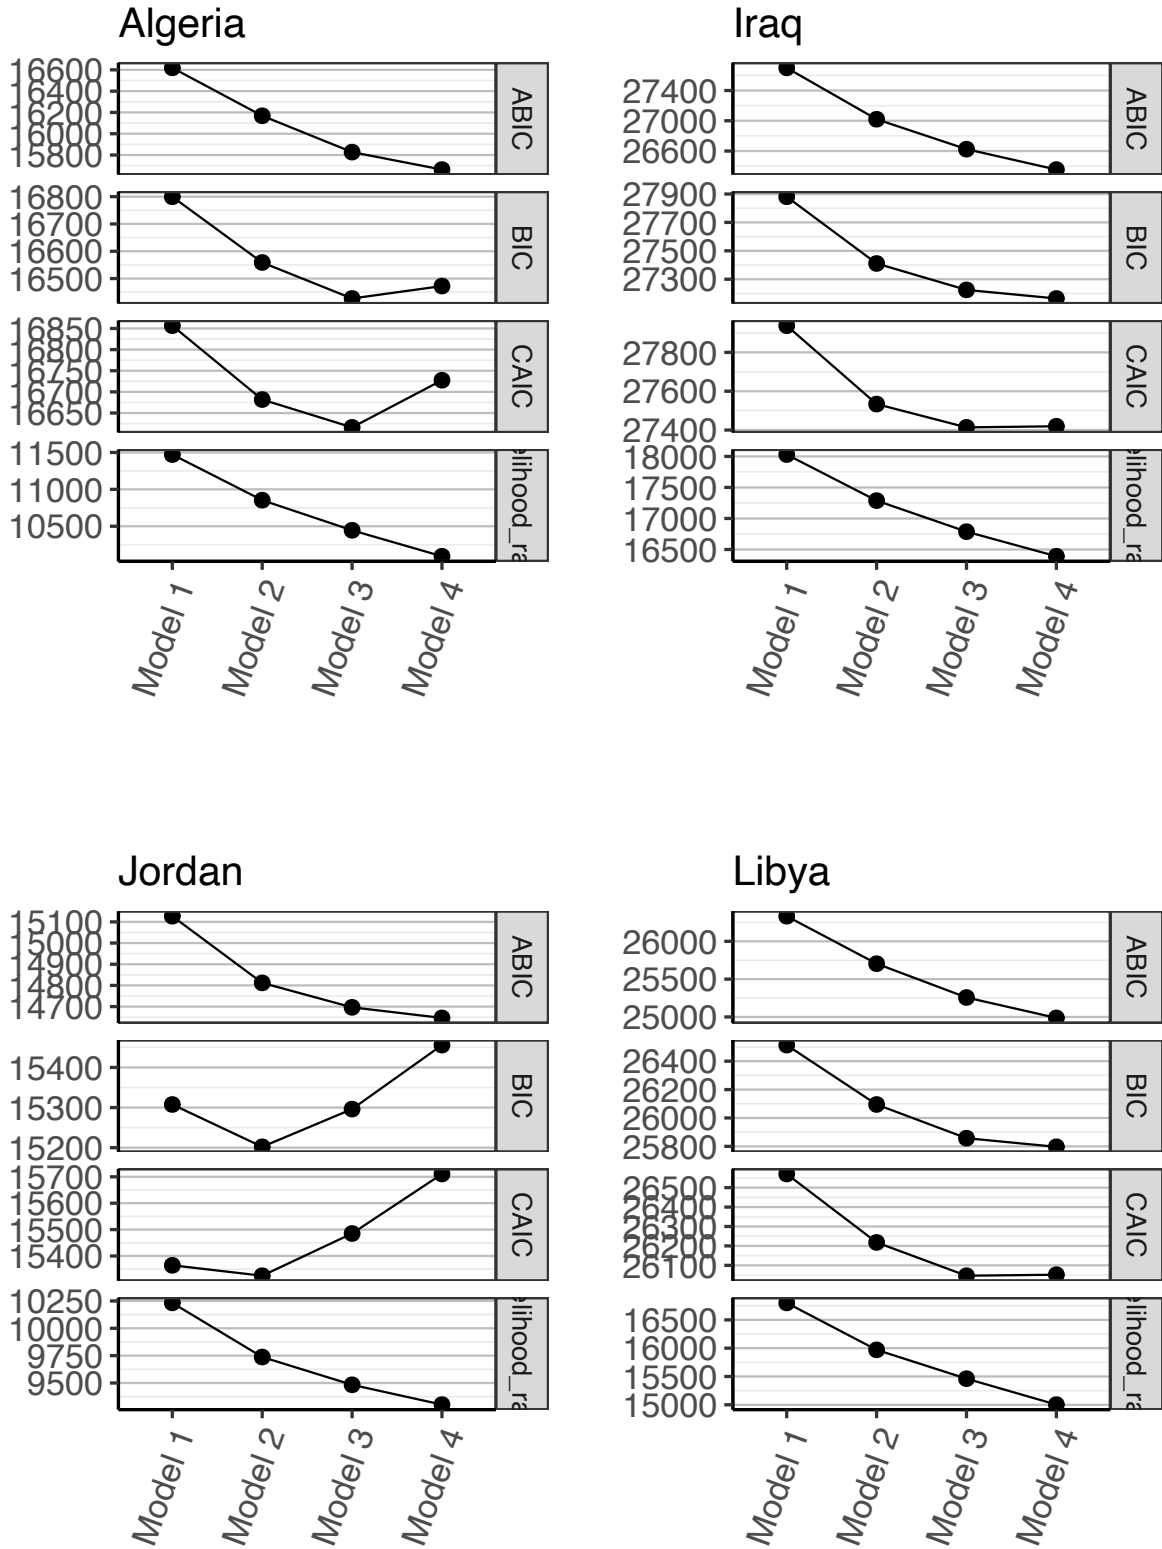 Algeria
16600
16400
16200
16000
15800
ABIC
16800
16700
16600
16500
BIC
16850
16800
16750
16700
16650
CAIC
11500
11000
10500
elihood_ra
Model 1
Model 2
Model 3
Model 4
Iraq
27400
27000
26600
ABIC
27900
27700
27500
27300
BIC
27800
27600
27400
CAIC
18000
17500
17000
16500
elihood_ra
Model 1
Model 2
Model 3
Model 4
Jordan
15100
15000
14900
14800
14700
ABIC
15400
15300
15200
BIC
15700
15600
15500
15400
CAIC
10250
10000
9750
9500
elihood_ra
Model 1
Model 2
Model 3
Model 4
Libya
26000
25500
25000
ABIC
26400
26200
26000
25800
BIC
26500
26400
26300
26200
26100
CAIC
16500
16000
15500
15000
elihood_ra
Model 1
Model 2
Model 3
Model 4